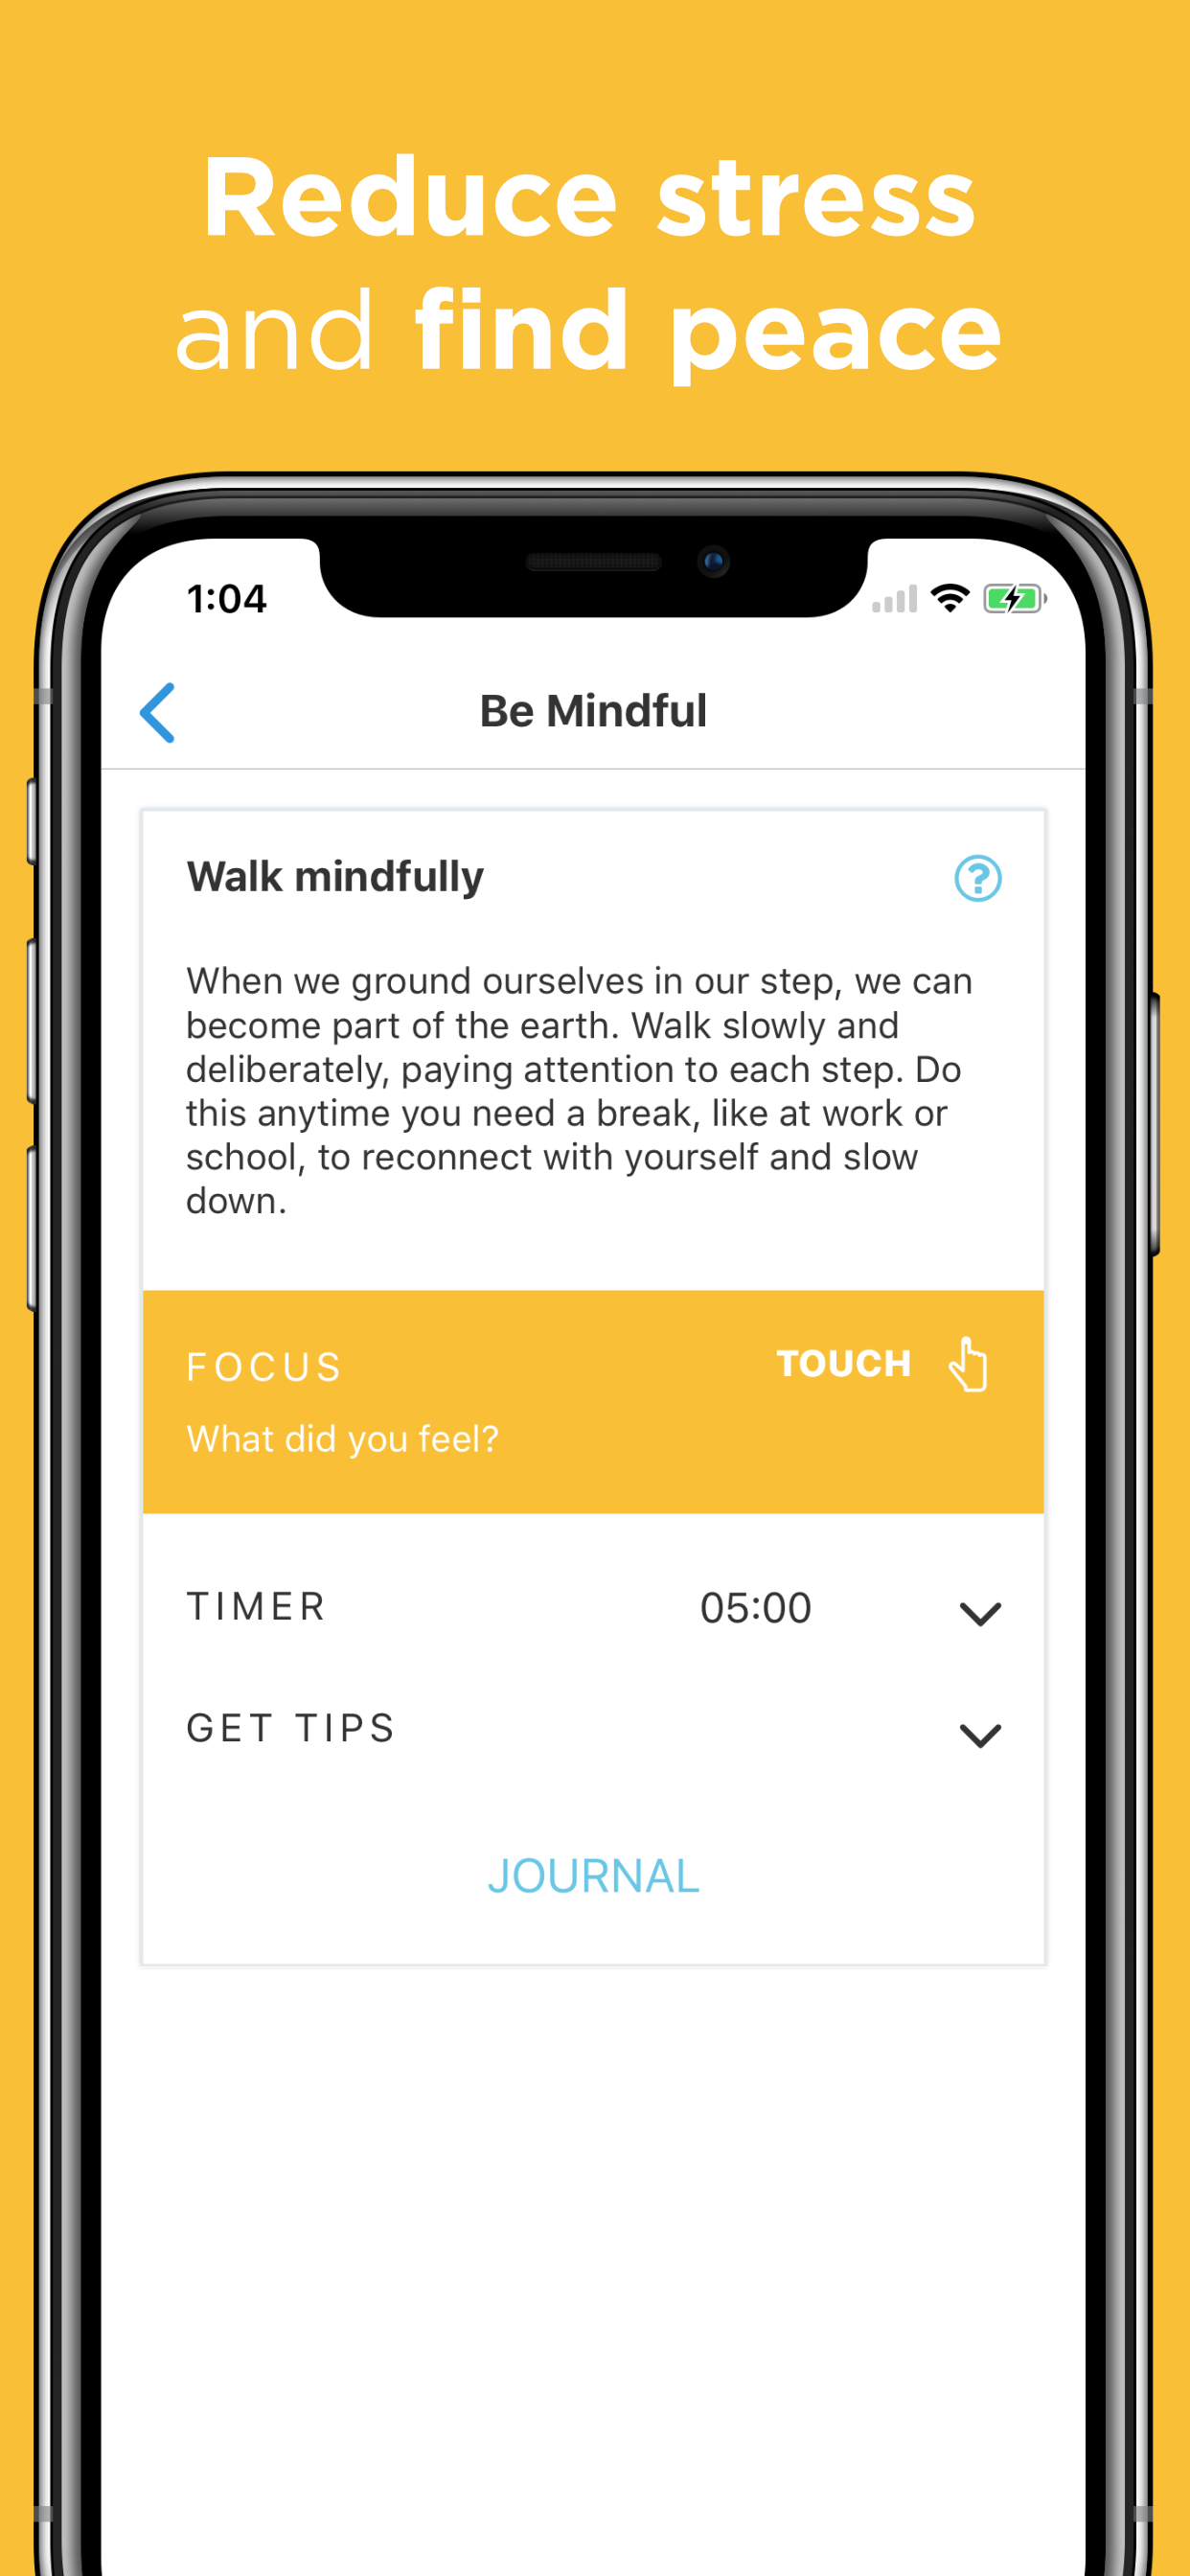 Reduce stress
and find peace
1:04
Be Mindful
Walk mindfully
When we ground ourselves in our step, we can
become part of the earth. Walk slowly and
deliberately, paying attention to each step. Do
this anytime you need a break, like at work or
school, to reconnect with yourself and slow
down.
FOCUS TOUCH
What did you feel?
TIMER 05:00
GET TIPS
JOURNAL